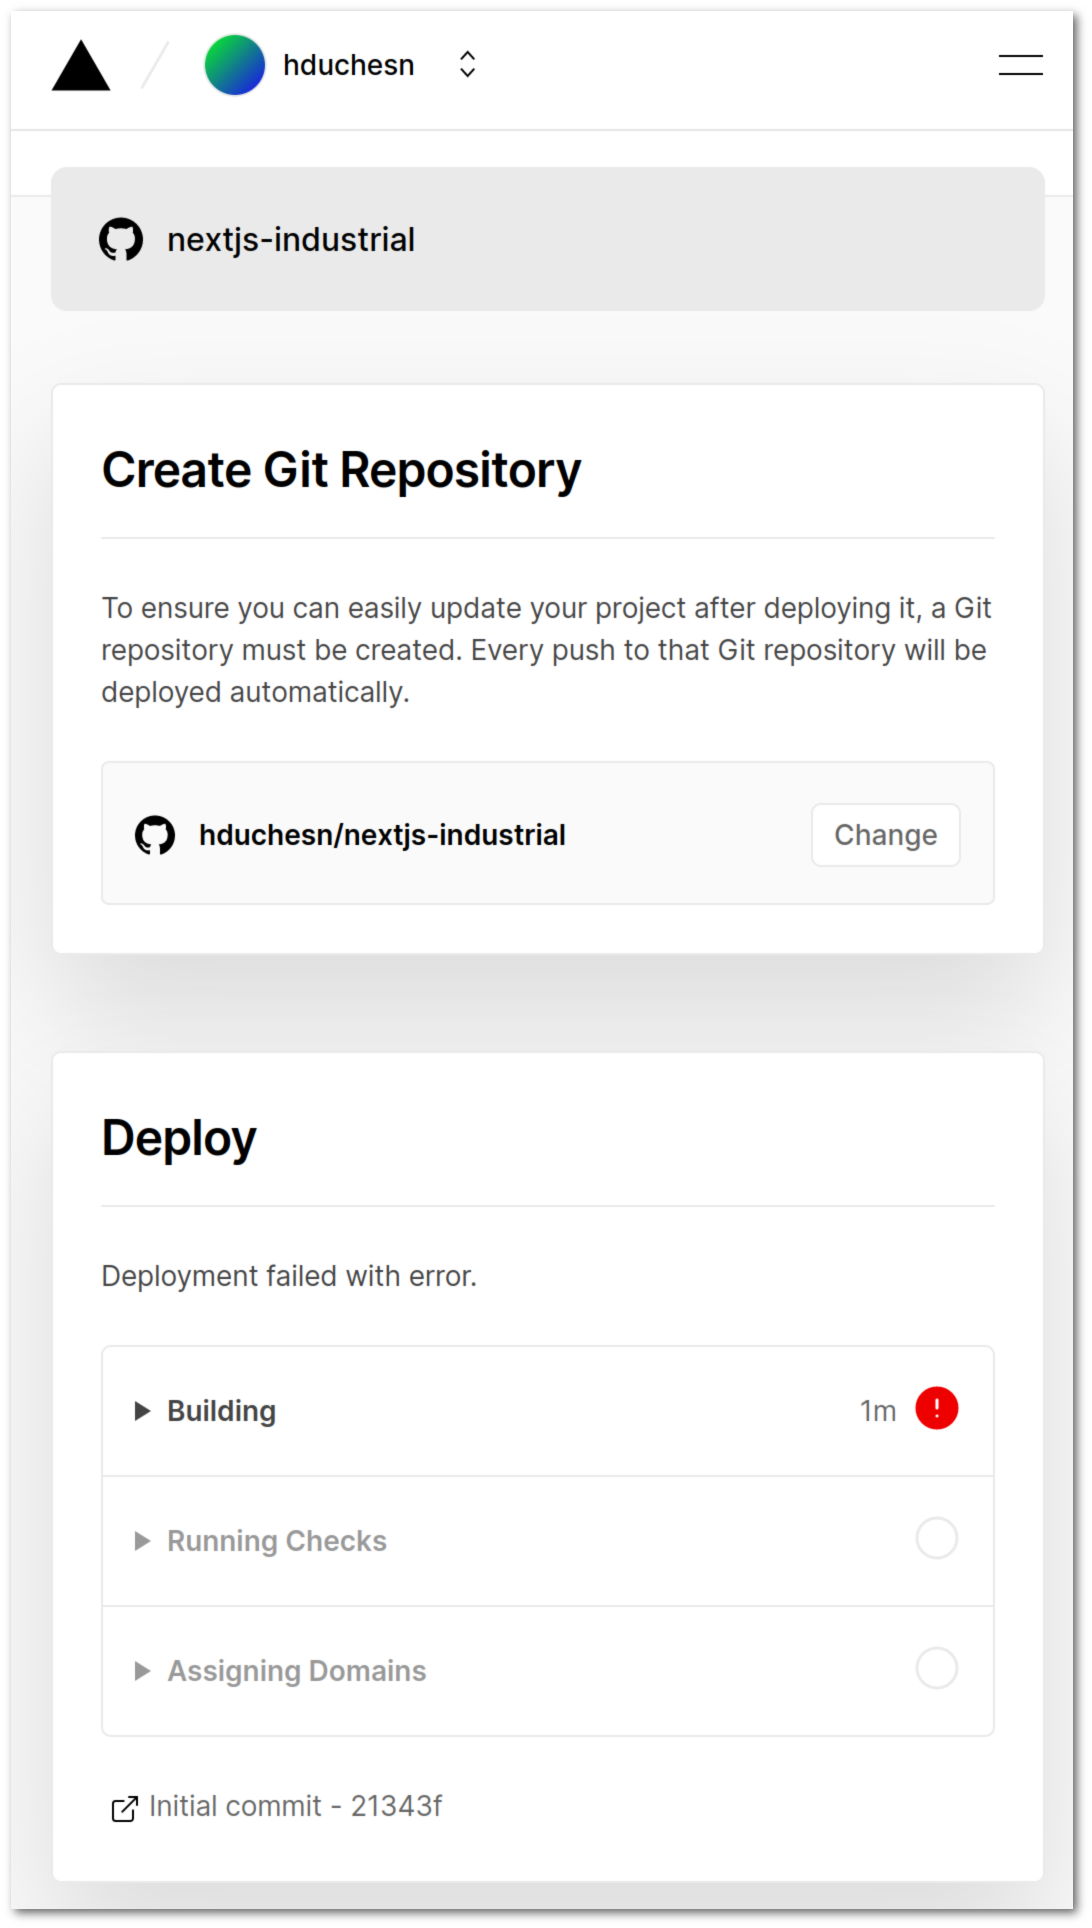 hduchesn
nextjs-industrial
Create Git Repository
To ensure you can easily update your project after deploying it, a Git
repository must be created. Every push to that Git repository will be
deployed automatically.
hduchesn/nextjs-industrial
Change
Deploy
Deployment failed with error.
Building 1m
Running Checks
Assigning Domains
Initial commit - 21343f